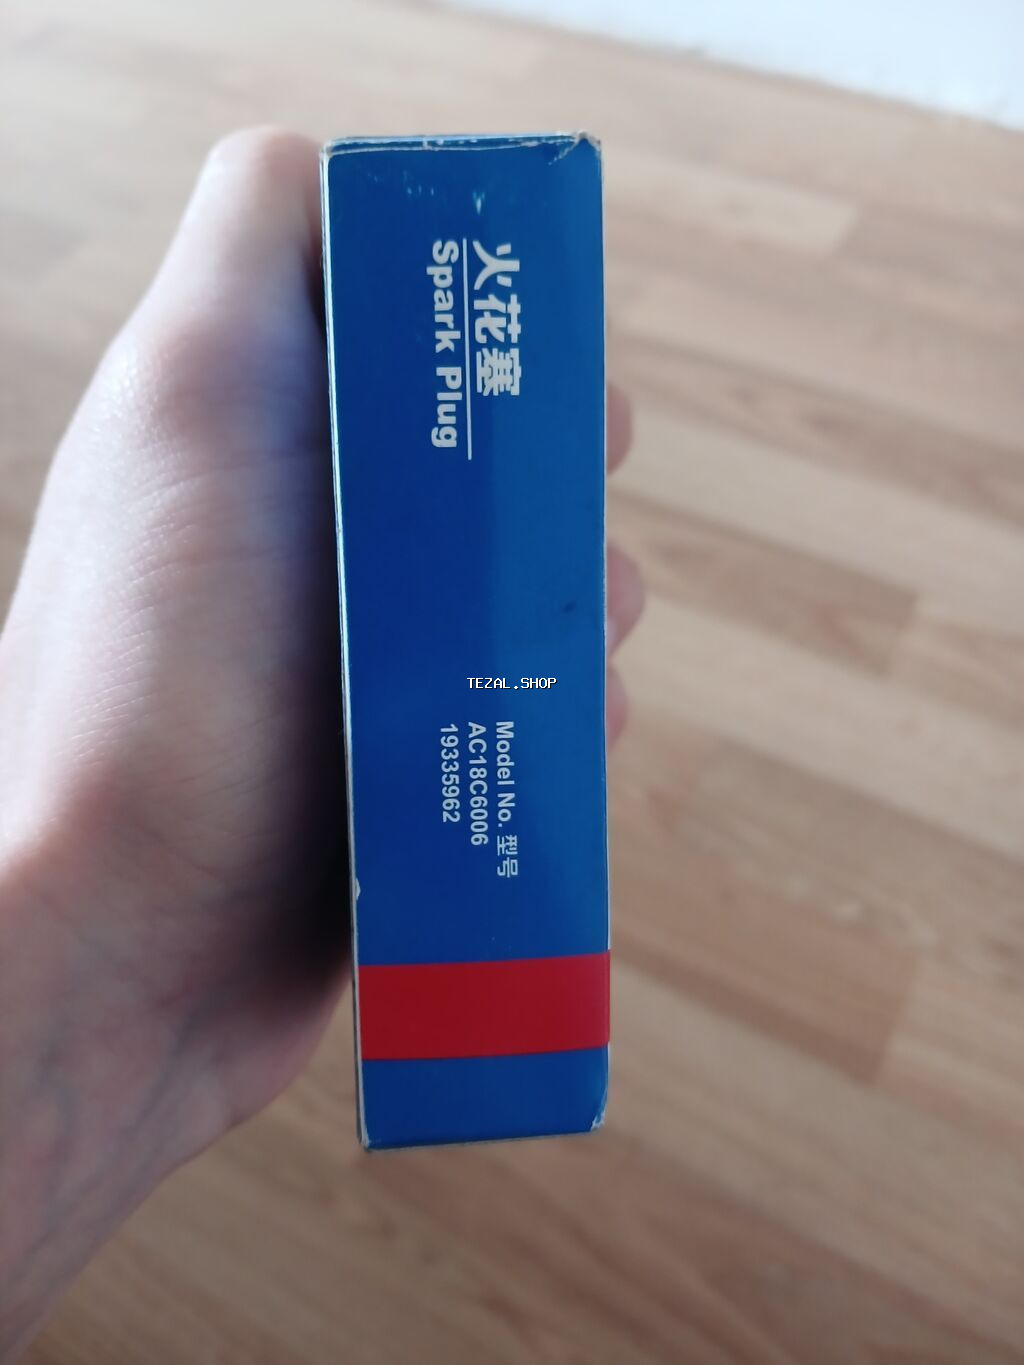 火花塞
Spark Plug
TEZAL.SHOP
Model No. 型号
AC18C6006
19335962